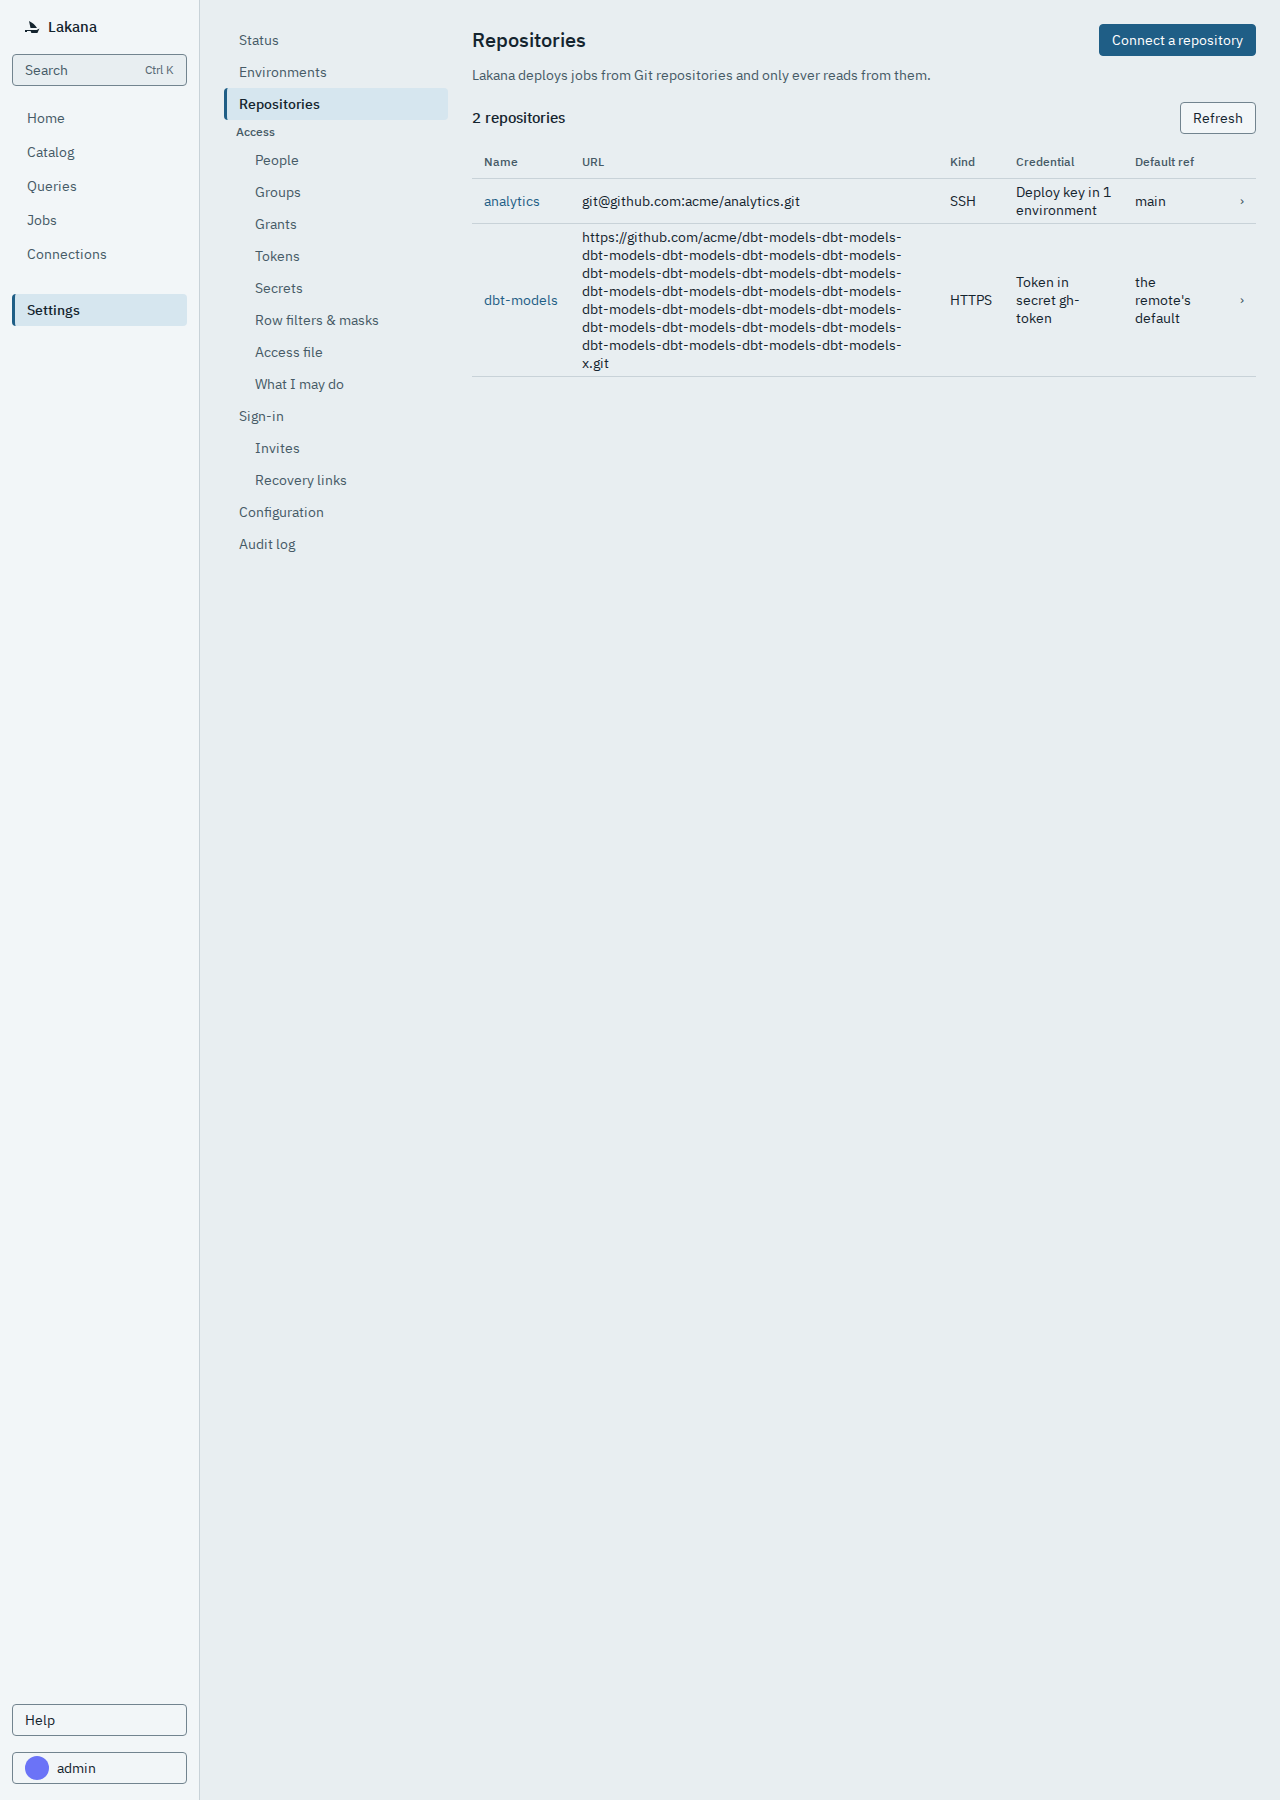 Lakana
Search Ctrl K
Home
Catalog
Queries
Jobs
Connections
Settings
Help
admin
Status
Environments
Repositories
Access
People
Groups
Grants
Tokens
Secrets
Row filters & masks
Access file
What I may do
Sign-in
Invites
Recovery links
Configuration
Audit log
Repositories
Connect a repository
Lakana deploys jobs from Git repositories and only ever reads from them.
2 repositories
Refresh
Name URL Kind Credential Default ref
analytics git@github.com:acme/analytics.git SSH Deploy key in 1 environment main ›
dbt-models
https://github.com/acme/dbt-models-dbt-models-
dbt-models-dbt-models-dbt-models-dbt-models-
dbt-models-dbt-models-dbt-models-dbt-models-
dbt-models-dbt-models-dbt-models-dbt-models-
dbt-models-dbt-models-dbt-models-dbt-models-
dbt-models-dbt-models-dbt-models-dbt-models-
dbt-models-dbt-models-dbt-models-dbt-models-
x.git
HTTPS
Token in
secret gh-
token
the
remote's
default
›